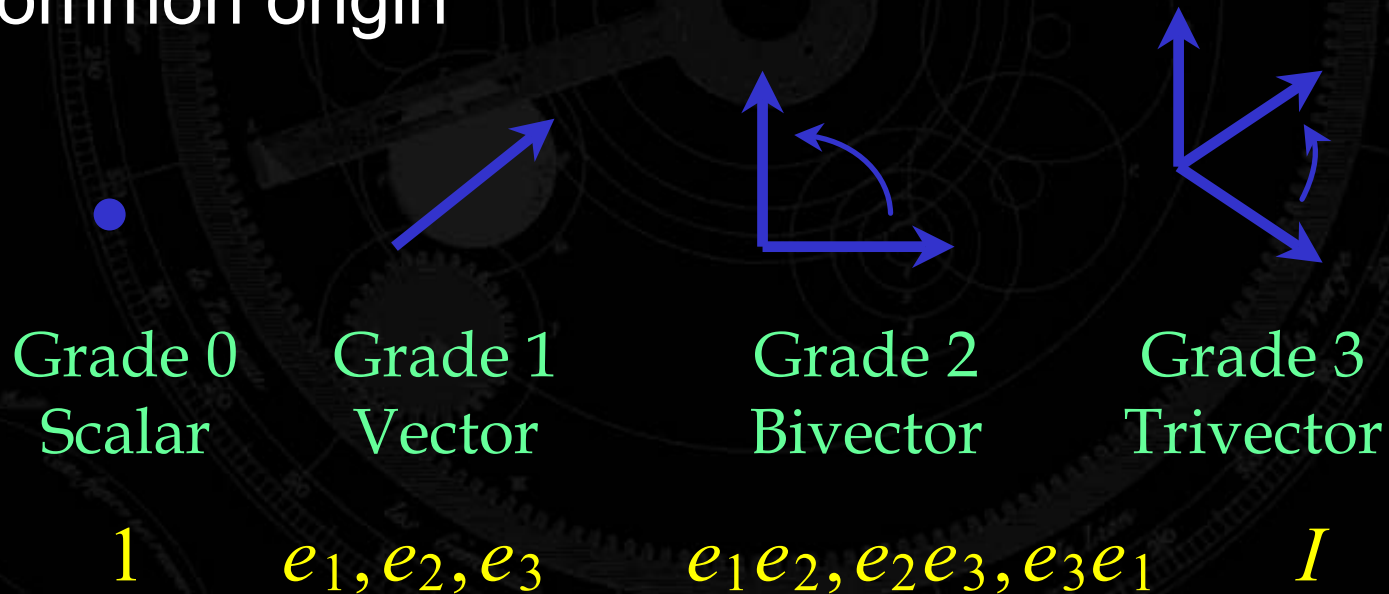 ommon origin
Grade 0 Grade 1 Grade 2 Grade 3
Scalar Vector Bivector Trivector
1 e₁, e₂, e₃ e₁e₂, e₂e₃, e₃e₁ I